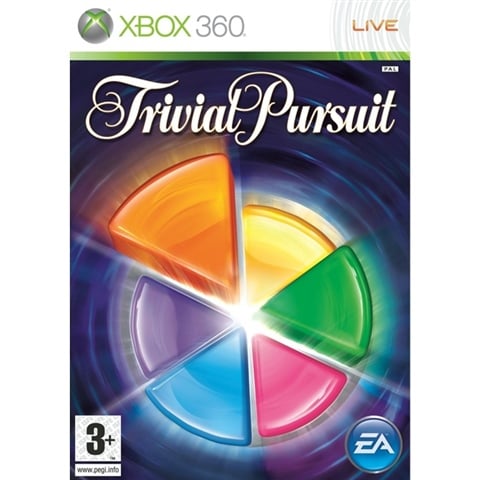 XBOX 360 LIVE
PAL
Trivial Pursuit
3+
www.pegi.info
EA